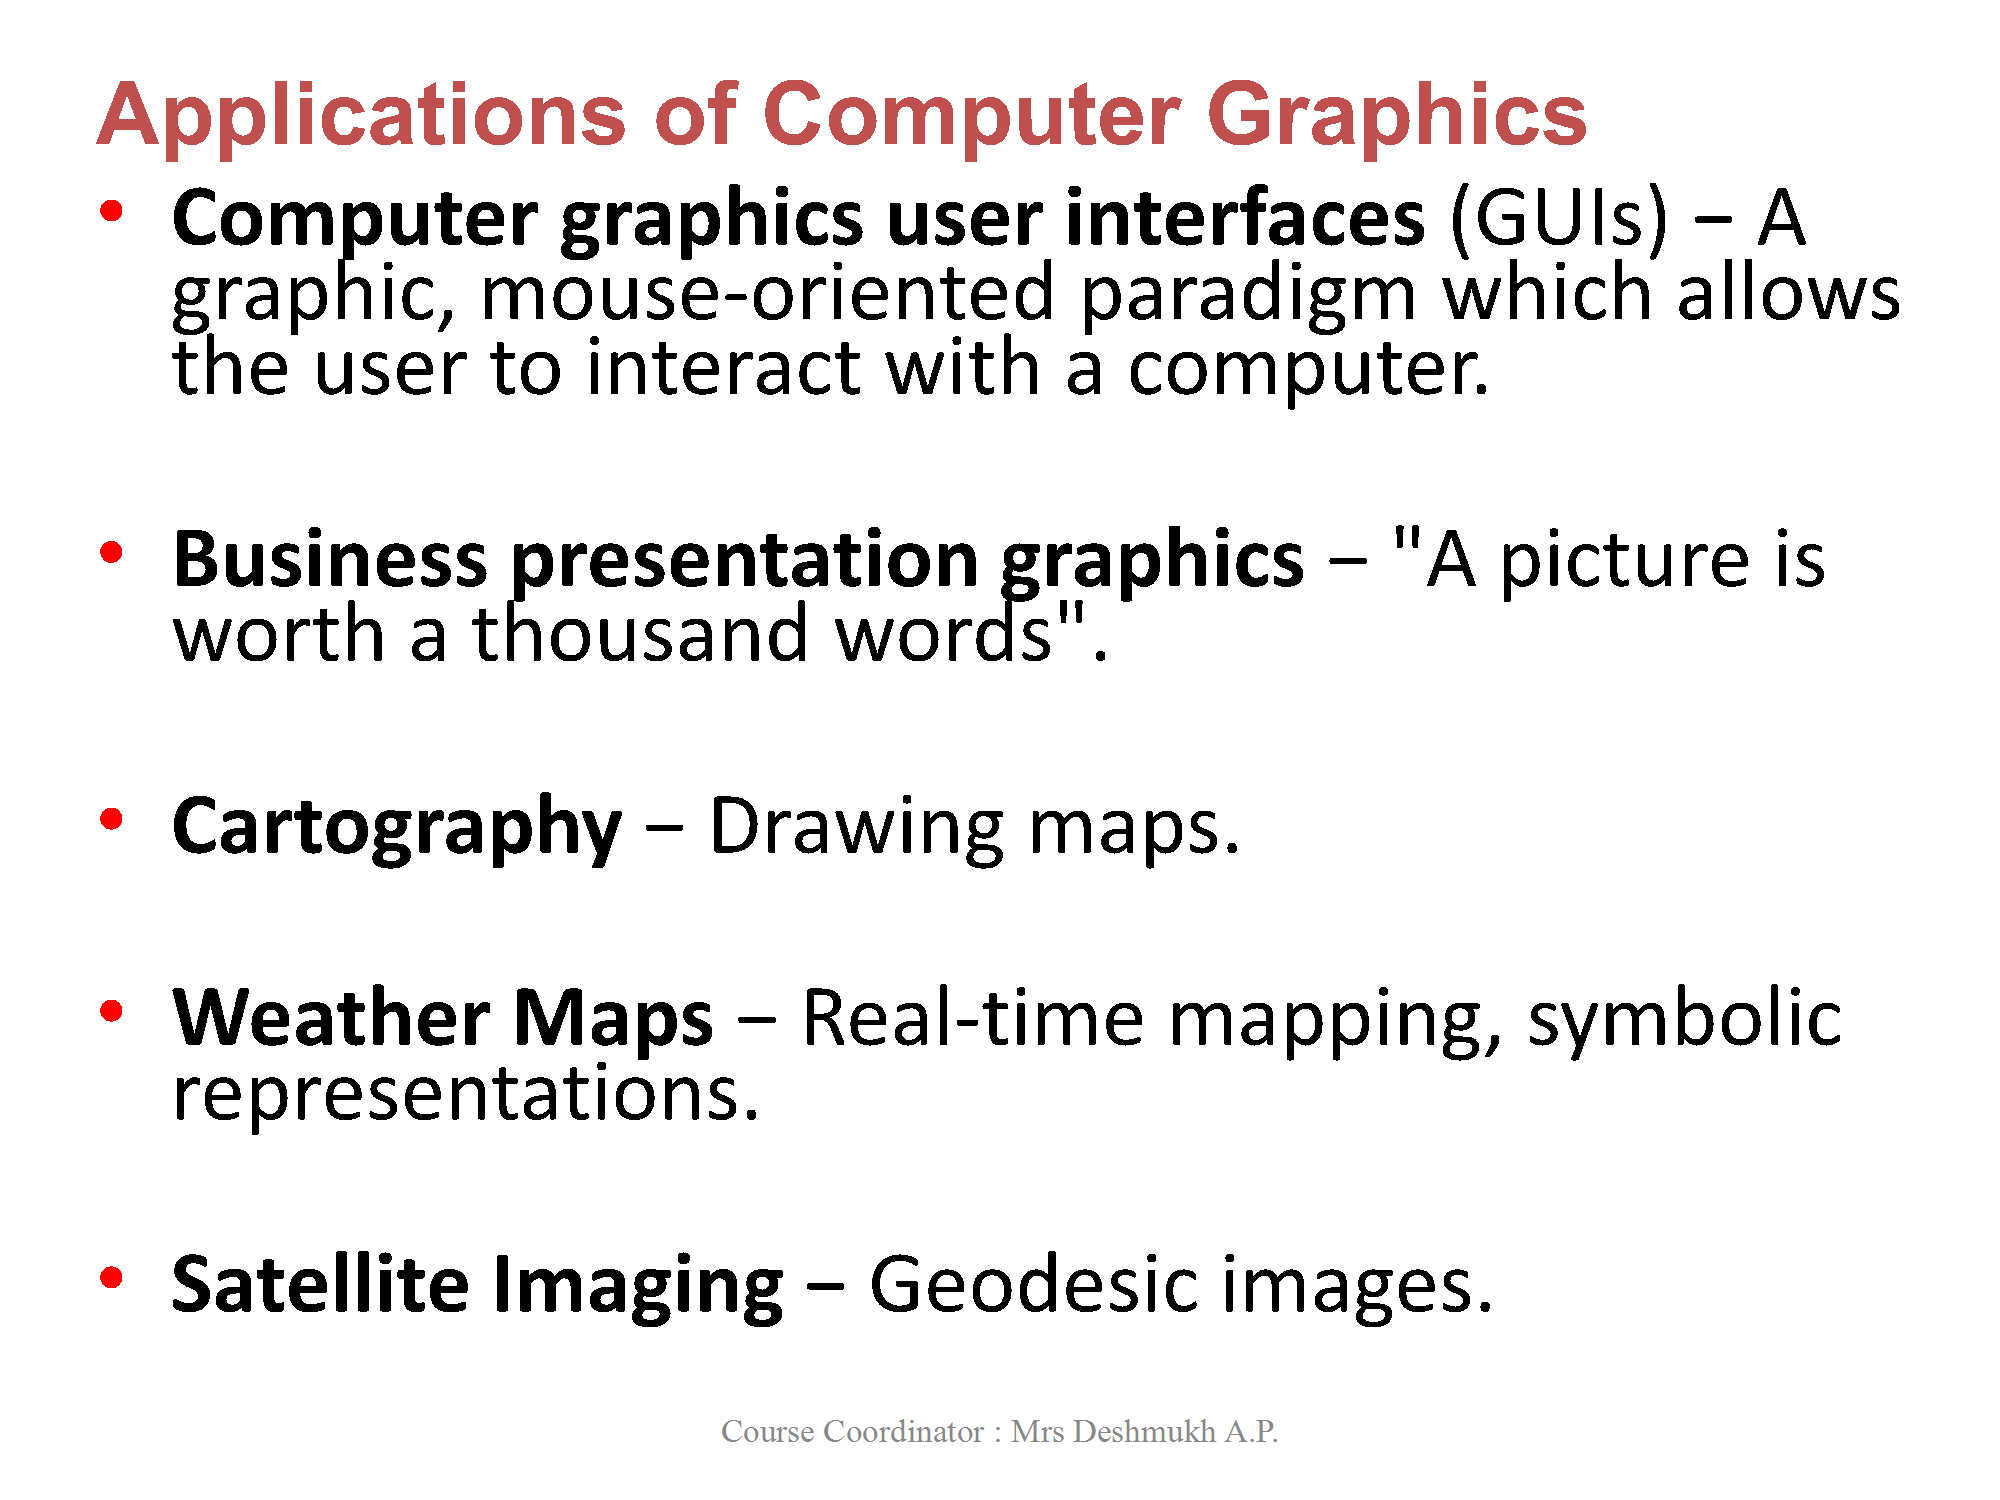 Applications of Computer Graphics
• Computer graphics user interfaces (GUIs) − A
graphic, mouse-oriented paradigm which allows
the user to interact with a computer.
• Business presentation graphics − "A picture is
worth a thousand words".
• Cartography − Drawing maps.
• Weather Maps − Real-time mapping, symbolic
representations.
• Satellite Imaging − Geodesic images.
Course Coordinator : Mrs Deshmukh A.P.